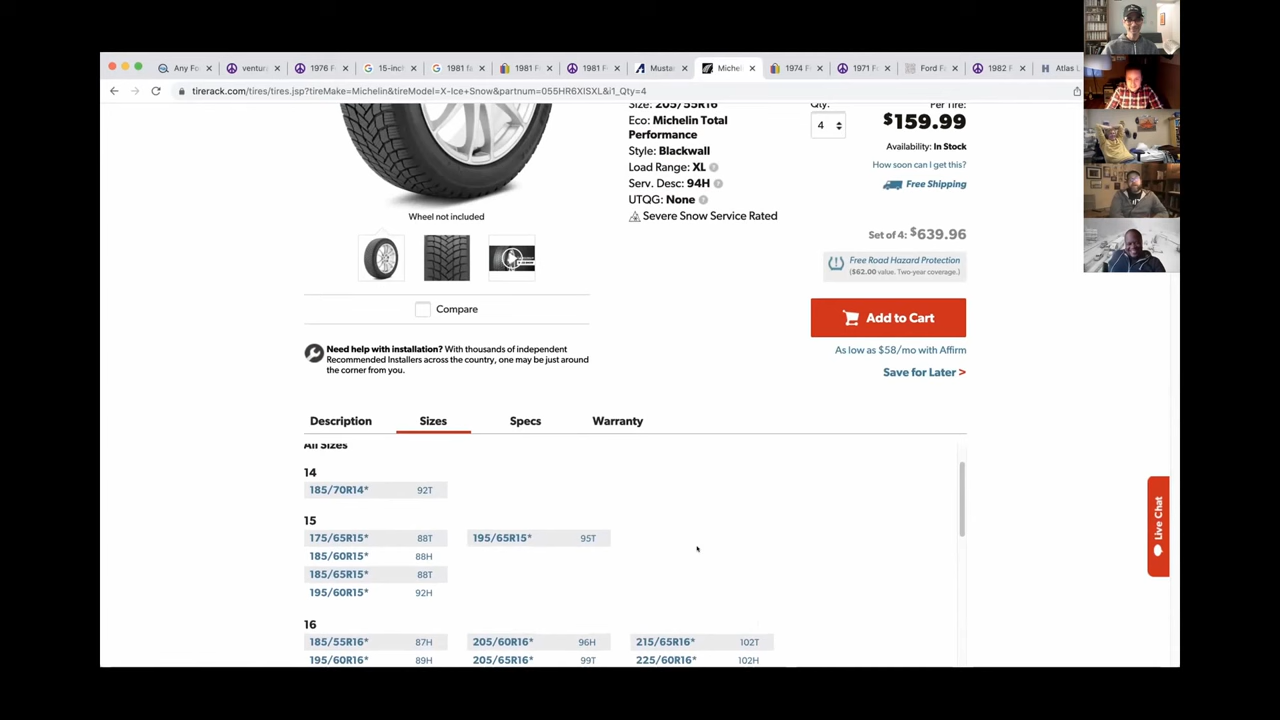 Any Fo
ventur
1976 F
15-inch
1981 fa
1981 F
1981 F
Musta
Michel
1974 F
1971 F
Ford F
1982 F
Atlas L
tirerack.com/tires/tires.jsp?tireMake=Michelin&tireModel=X-Ice+Snow&partnum=055HR6XISXL&i1_Qty=4
Size: 205/55R16
Eco: Michelin Total
Performance
Style: Blackwall
Load Range: XL
Serv. Desc: 94H
UTQG: None
Severe Snow Service Rated
Qty:
4
Per Tire:
$159.99
Availability: In Stock
How soon can I get this?
Free Shipping
Set of 4: $639.96
Free Road Hazard Protection
($62.00 value. Two-year coverage.)
Add to Cart
As low as $58/mo with Affirm
Save for Later >
Wheel not included
Compare
Need help with installation? With thousands of independent
Recommended Installers across the country, one may be just around
the corner from you.
Description Sizes Specs Warranty
All Sizes
14
185/70R14* 92T
15
175/65R15* 88T 195/65R15* 95T
185/60R15* 88H
185/65R15* 88T
195/60R15* 92H
16
185/55R16* 87H 205/60R16* 96H 215/65R16* 102T
195/60R16* 89H 205/65R16* 99T 225/60R16* 102H
Live Chat